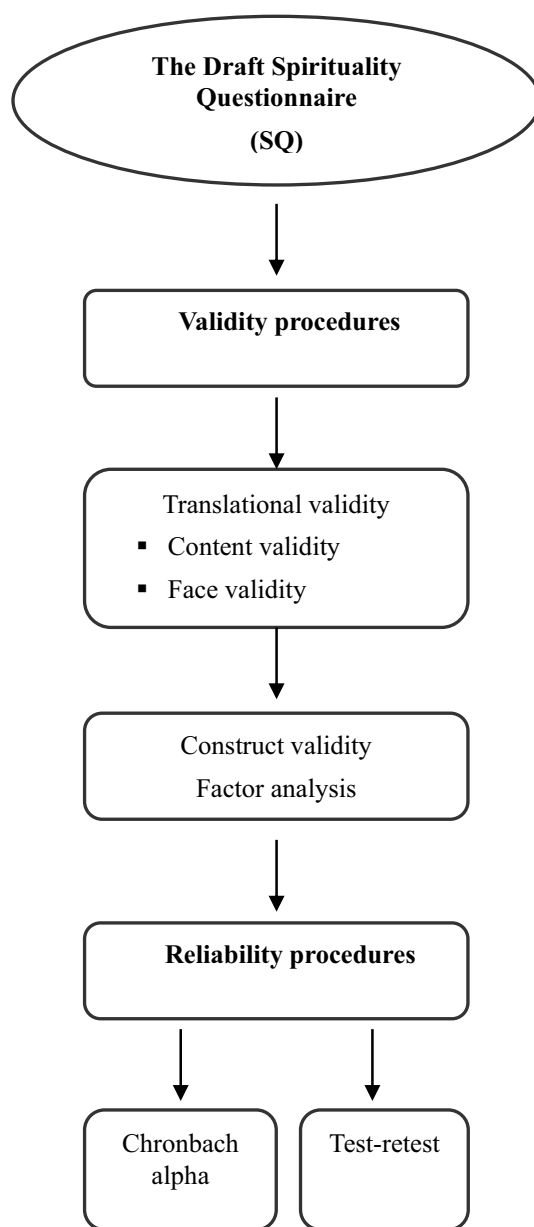 The Draft Spirituality
Questionnaire
(SQ)
Validity procedures
Translational validity
▪ Content validity
▪ Face validity
Construct validity
Factor analysis
Reliability procedures
Chronbach
alpha
Test-retest